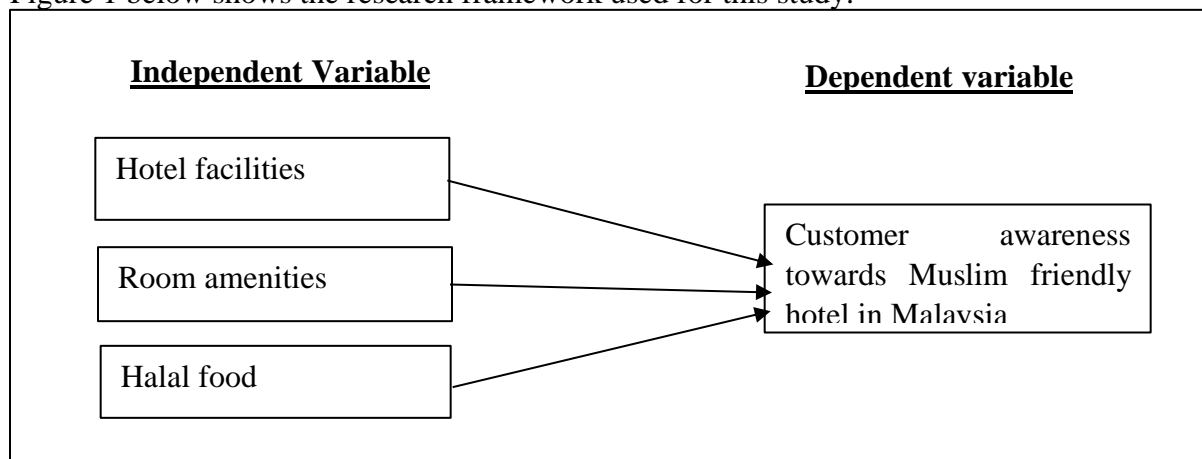 Figure 1 below shows the research framework used for this study.
Independent Variable
Dependent variable
Hotel facilities
Room amenities
Halal food
Customer awareness
towards Muslim friendly
hotel in Malaysia